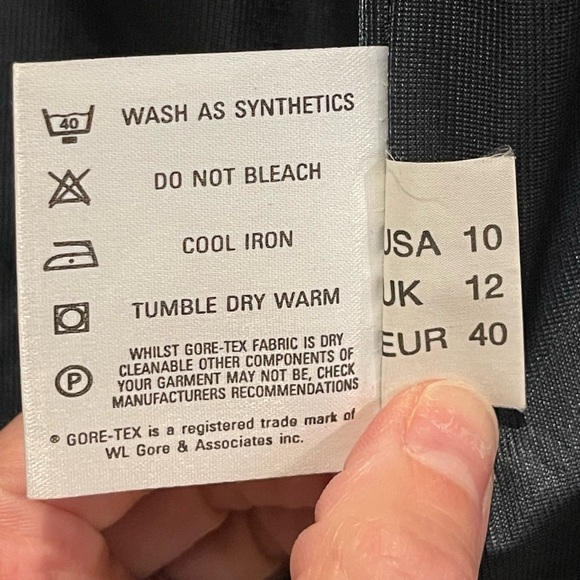 40 WASH AS SYNTHETICS
DO NOT BLEACH
COOL IRON
TUMBLE DRY WARM
P WHILST GORE-TEX FABRIC IS DRY
CLEANABLE OTHER COMPONENTS OF
YOUR GARMENT MAY NOT BE, CHECK
MANUFACTURERS RECOMMENDATIONS
® GORE-TEX is a registered trade mark of
WL Gore & Associates inc.
USA 10
UK 12
EUR 40